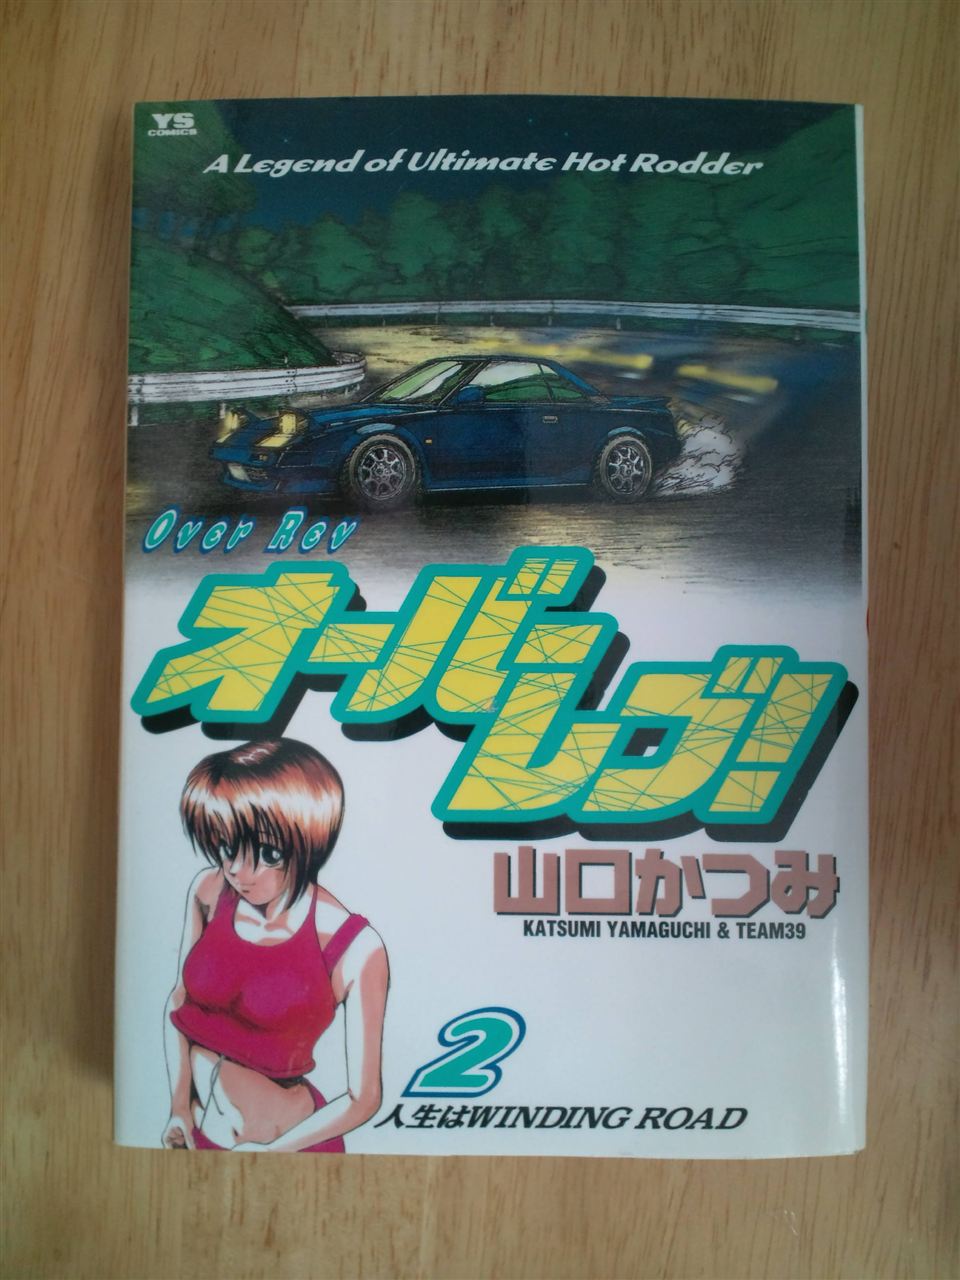 YS
COMICS
A Legend of Ultimate Hot Rodder
Over Rev
オーバー
レブ!
山口かつみ
KATSUMI YAMAGUCHI & TEAM39
2
人生はWINDING ROAD